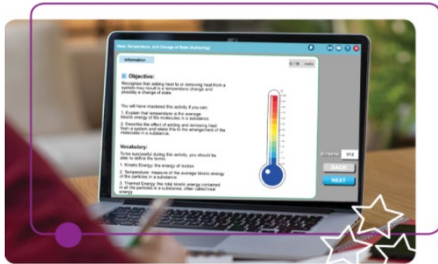 Heat, Temperature and Change of State (Achieving)
Information
Objective:
Recognize that adding heat to or removing heat from a
system may result in a temperature change and
possibly a change of state.
You will have mastered this activity if you can:
1. Explain that temperature is the average
kinetic energy of the molecules in a substance.
2. Describe the effect of adding and removing heat
from a system and relate this to the arrangement of the
molecules in a substance.
Vocabulary:
To be successful during this activity, you should be
able to define the terms:
1. Kinetic Energy: the energy of motion
2. Temperature: measure of the average kinetic energy
of the particles in a substance
3. Thermal Energy: the total kinetic energy contained
in all the particles in a substance; often called heat
energy
BACK
NEXT